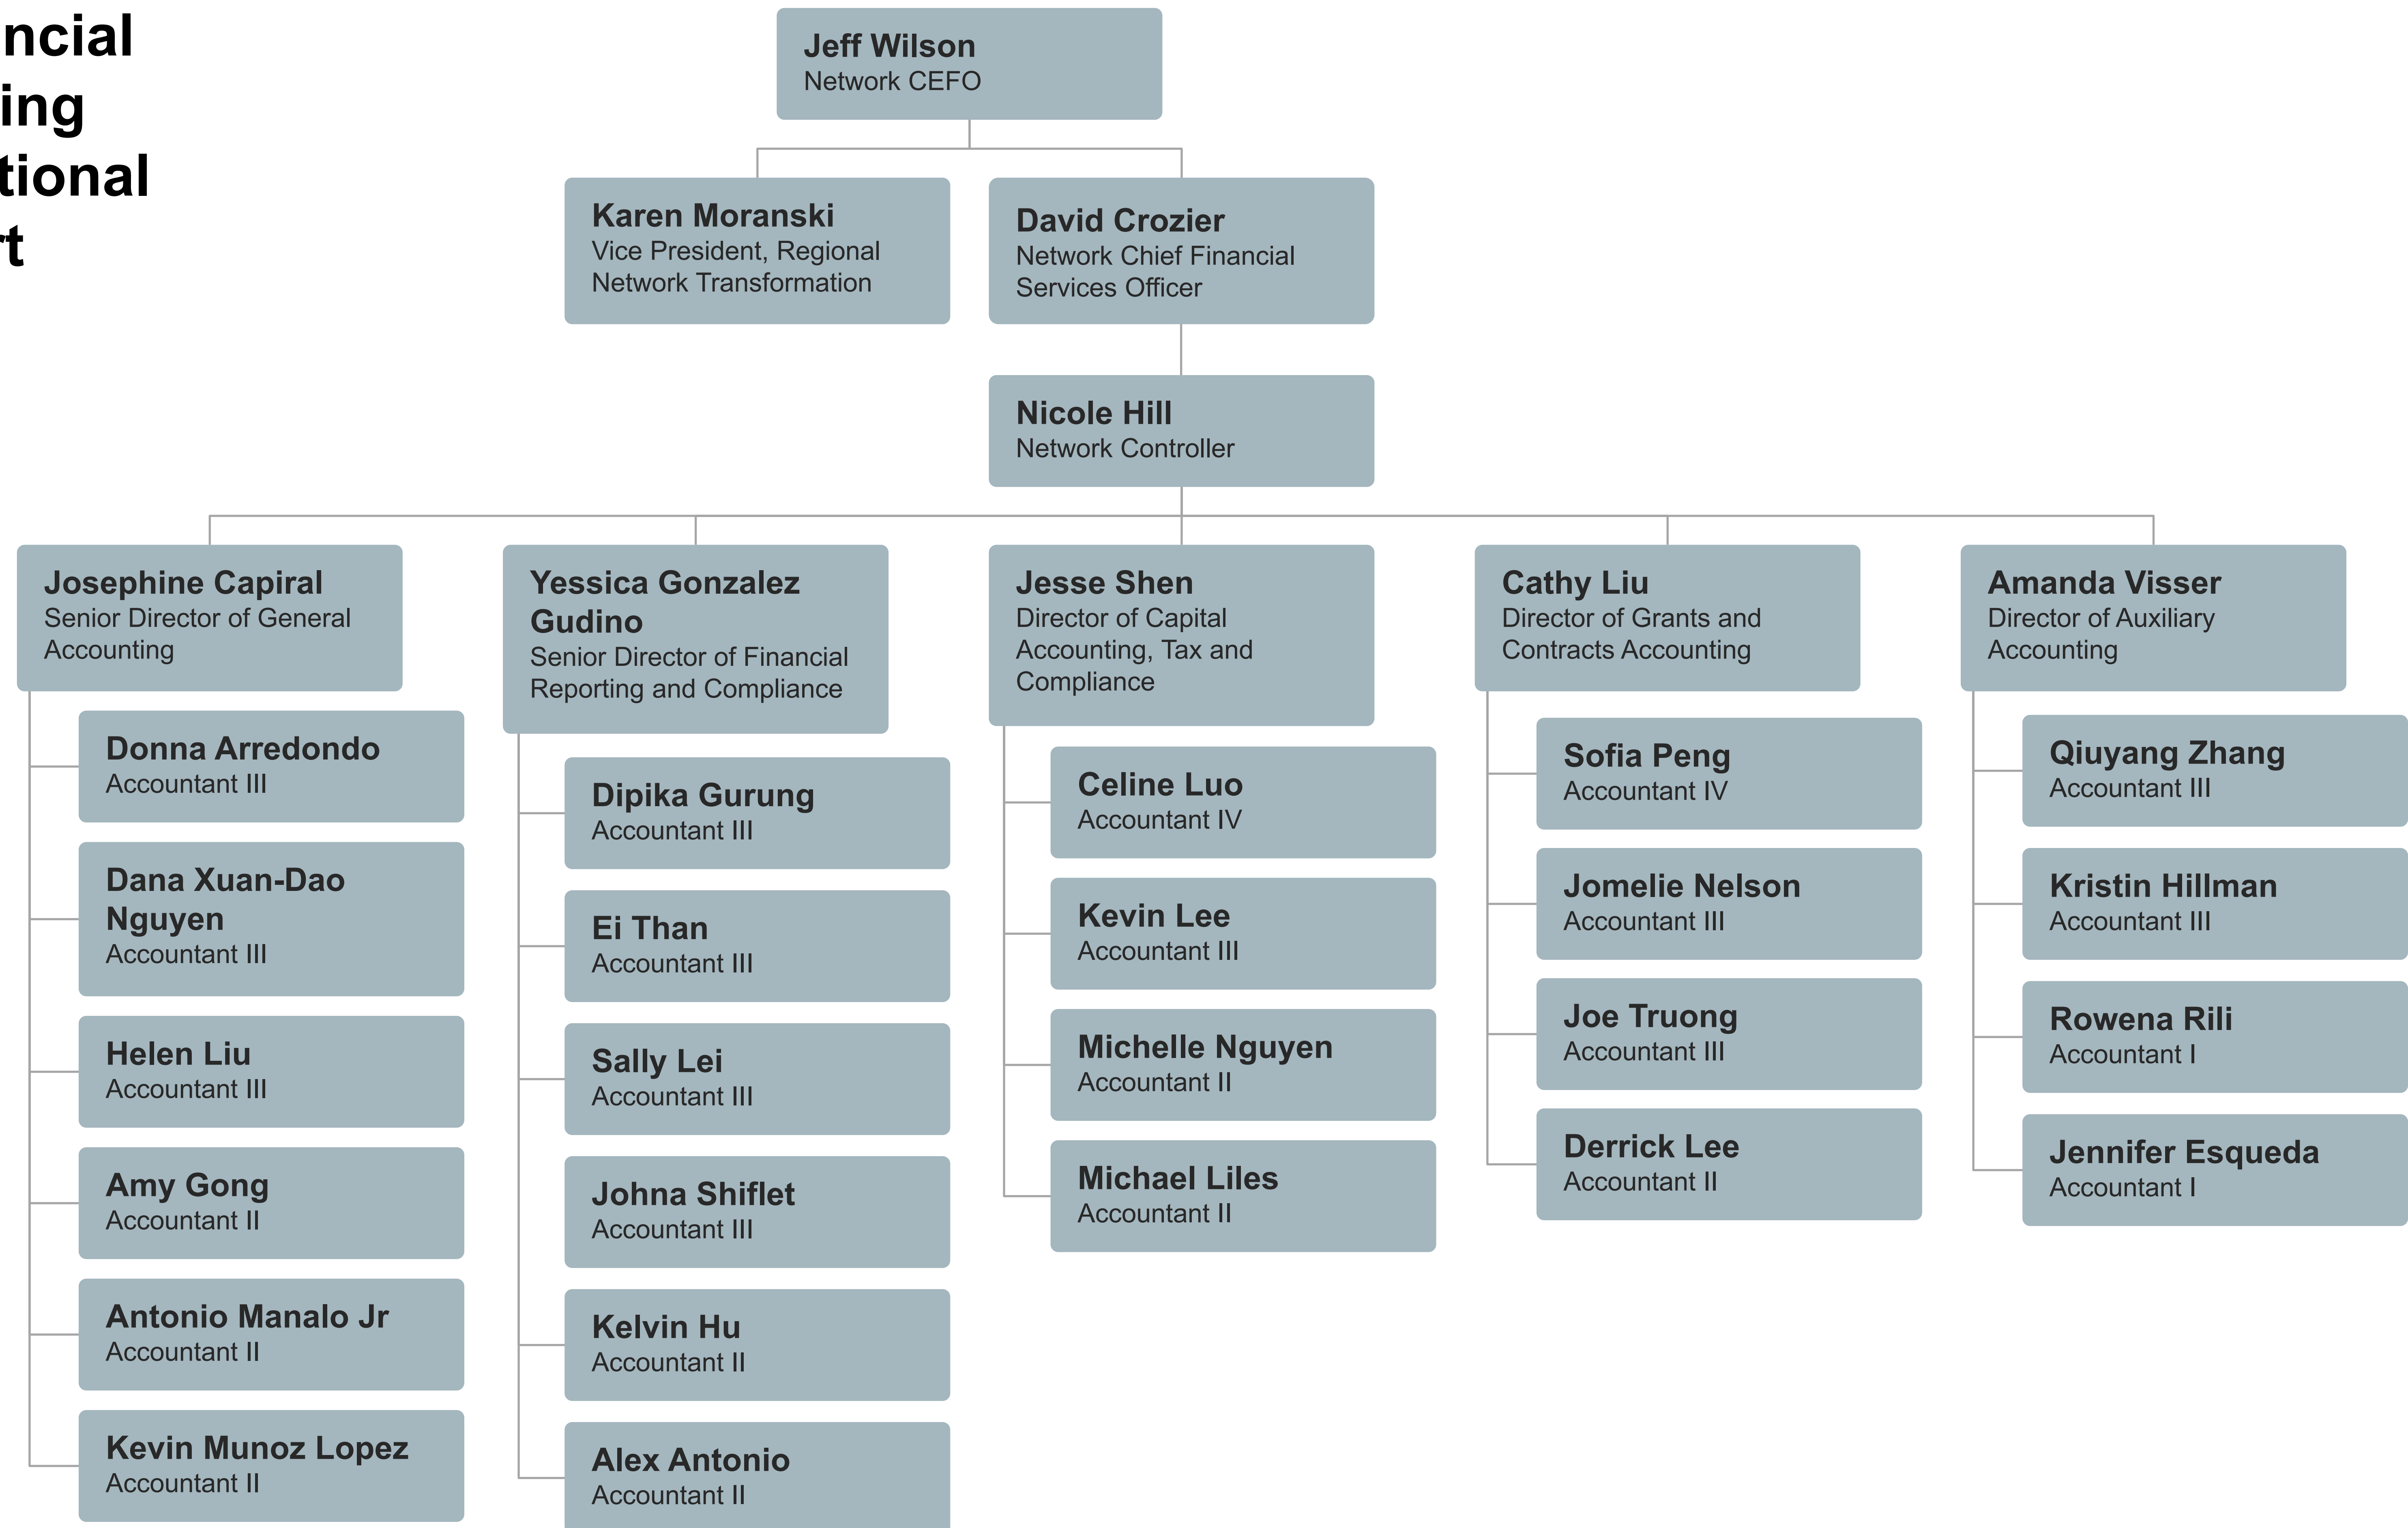 ncial
ing
tional
rt
Jeff Wilson
Network CEFO
Karen Moranski
Vice President, Regional
Network Transformation
David Crozier
Network Chief Financial
Services Officer
Nicole Hill
Network Controller
Josephine Capiral
Senior Director of General
Accounting
Donna Arredondo
Accountant III
Dana Xuan-Dao
Nguyen
Accountant III
Helen Liu
Accountant III
Amy Gong
Accountant II
Antonio Manalo Jr
Accountant II
Kevin Munoz Lopez
Accountant II
Yessica Gonzalez
Gudino
Senior Director of Financial
Reporting and Compliance
Dipika Gurung
Accountant III
Ei Than
Accountant III
Sally Lei
Accountant III
Johna Shiflet
Accountant III
Kelvin Hu
Accountant II
Alex Antonio
Accountant II
Jesse Shen
Director of Capital
Accounting, Tax and
Compliance
Celine Luo
Accountant IV
Kevin Lee
Accountant III
Michelle Nguyen
Accountant II
Michael Liles
Accountant II
Cathy Liu
Director of Grants and
Contracts Accounting
Sofia Peng
Accountant IV
Jomelie Nelson
Accountant III
Joe Truong
Accountant III
Derrick Lee
Accountant II
Amanda Visser
Director of Auxiliary
Accounting
Qiuyang Zhang
Accountant III
Kristin Hillman
Accountant III
Rowena Rili
Accountant I
Jennifer Esqueda
Accountant I